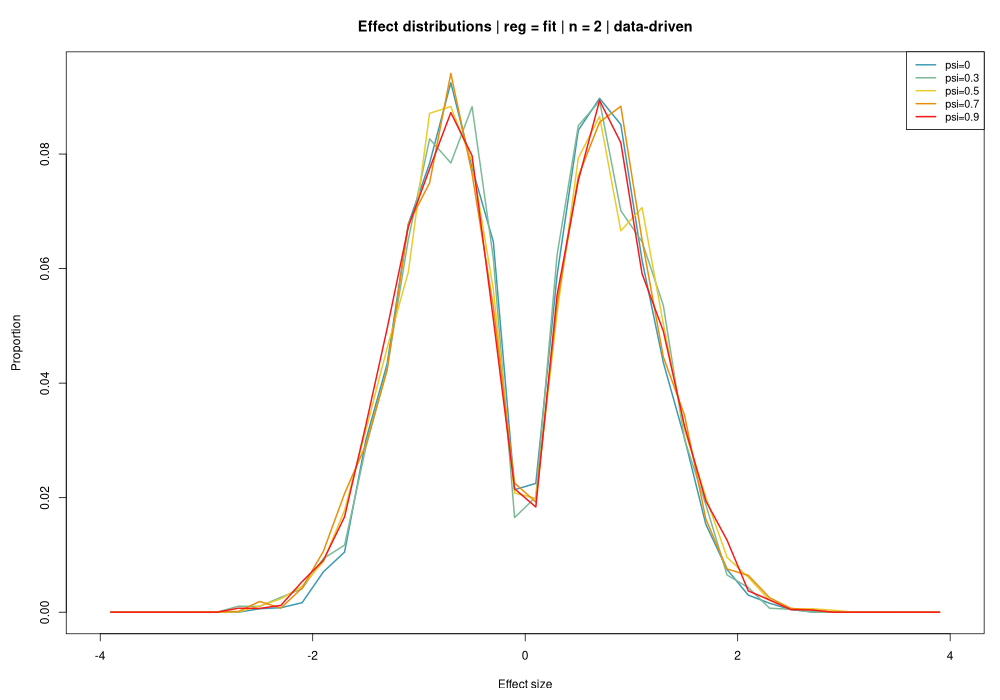 Effect distributions | reg = fit | n = 2 | data-driven
psi=0
psi=0.3
psi=0.5
psi=0.7
psi=0.9
Proportion
0.08
0.06
0.04
0.02
0.00
-4 -2 0 2 4
Effect size